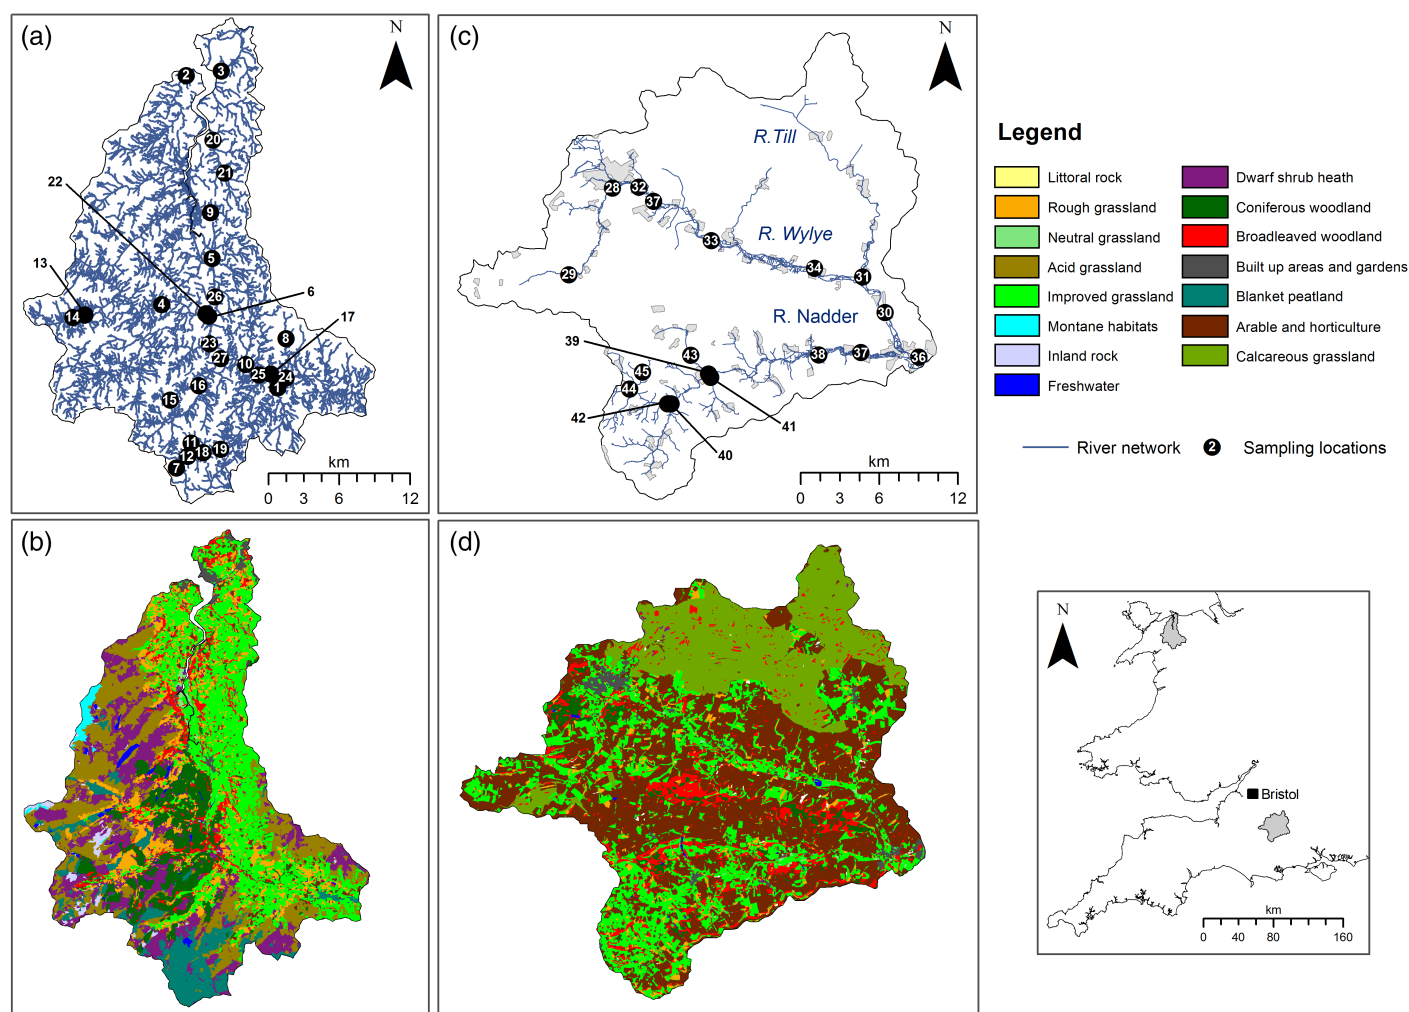 (a)
N
2
3
20
21
22
9
5
13
26
6
4
14
17
8
23
27
10
25
24
1
16
15
11
12
18
19
7
km
0 3 6 12
(c)
N
R.Till
28
32
37
33
R. Wylye
34
31
29
30
R. Nadder
39
43
38
37
36
45
44
42
41
40
km
0 3 6 12
Legend
Littoral rock
Rough grassland
Neutral grassland
Acid grassland
Improved grassland
Montane habitats
Inland rock
Freshwater
Dwarf shrub heath
Coniferous woodland
Broadleaved woodland
Built up areas and gardens
Blanket peatland
Arable and horticulture
Calcareous grassland
River network
2 Sampling locations
(b)
(d)
N
Bristol
km
0 40 80 160